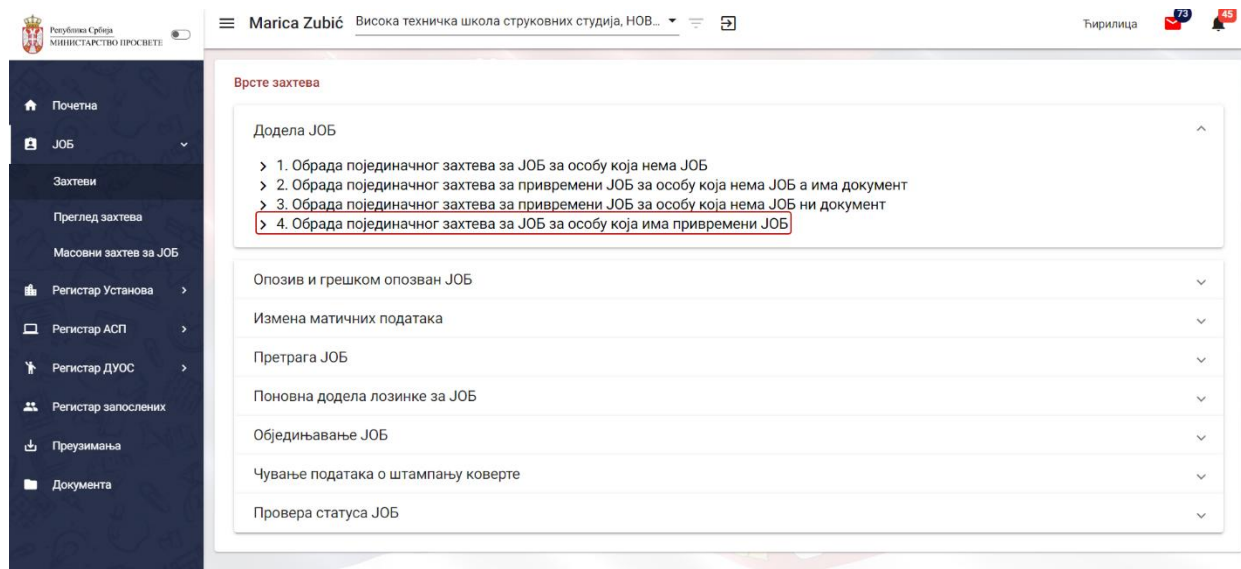 Република Србија
МИНИСТАРСТВО ПРОСВЕТЕ
Marica Zubić Висока техничка школа струковних студија, НОВ...
Ћирилица
73
45
Почетна
ЈОБ
Захтеви
Преглед захтева
Масовни захтев за ЈОБ
Регистар Установа
Регистар АСП
Регистар ДУОС
Регистар запослених
Преузимања
Документа
Врсте захтева
Додела ЈОБ
1. Обрада појединачног захтева за ЈОБ за особу која нема ЈОБ
2. Обрада појединачног захтева за привремени ЈОБ за особу која нема ЈОБ а има документ
3. Обрада појединачног захтева за привремени ЈОБ за особу која нема ЈОБ ни документ
4. Обрада појединачног захтева за ЈОБ за особу која има привремени ЈОБ
Опозив и грешком опозван ЈОБ
Измена матичних података
Претрага ЈОБ
Поновна додела лозинке за ЈОБ
Обједињавање ЈОБ
Чување података о штампању коверте
Провера статуса ЈОБ